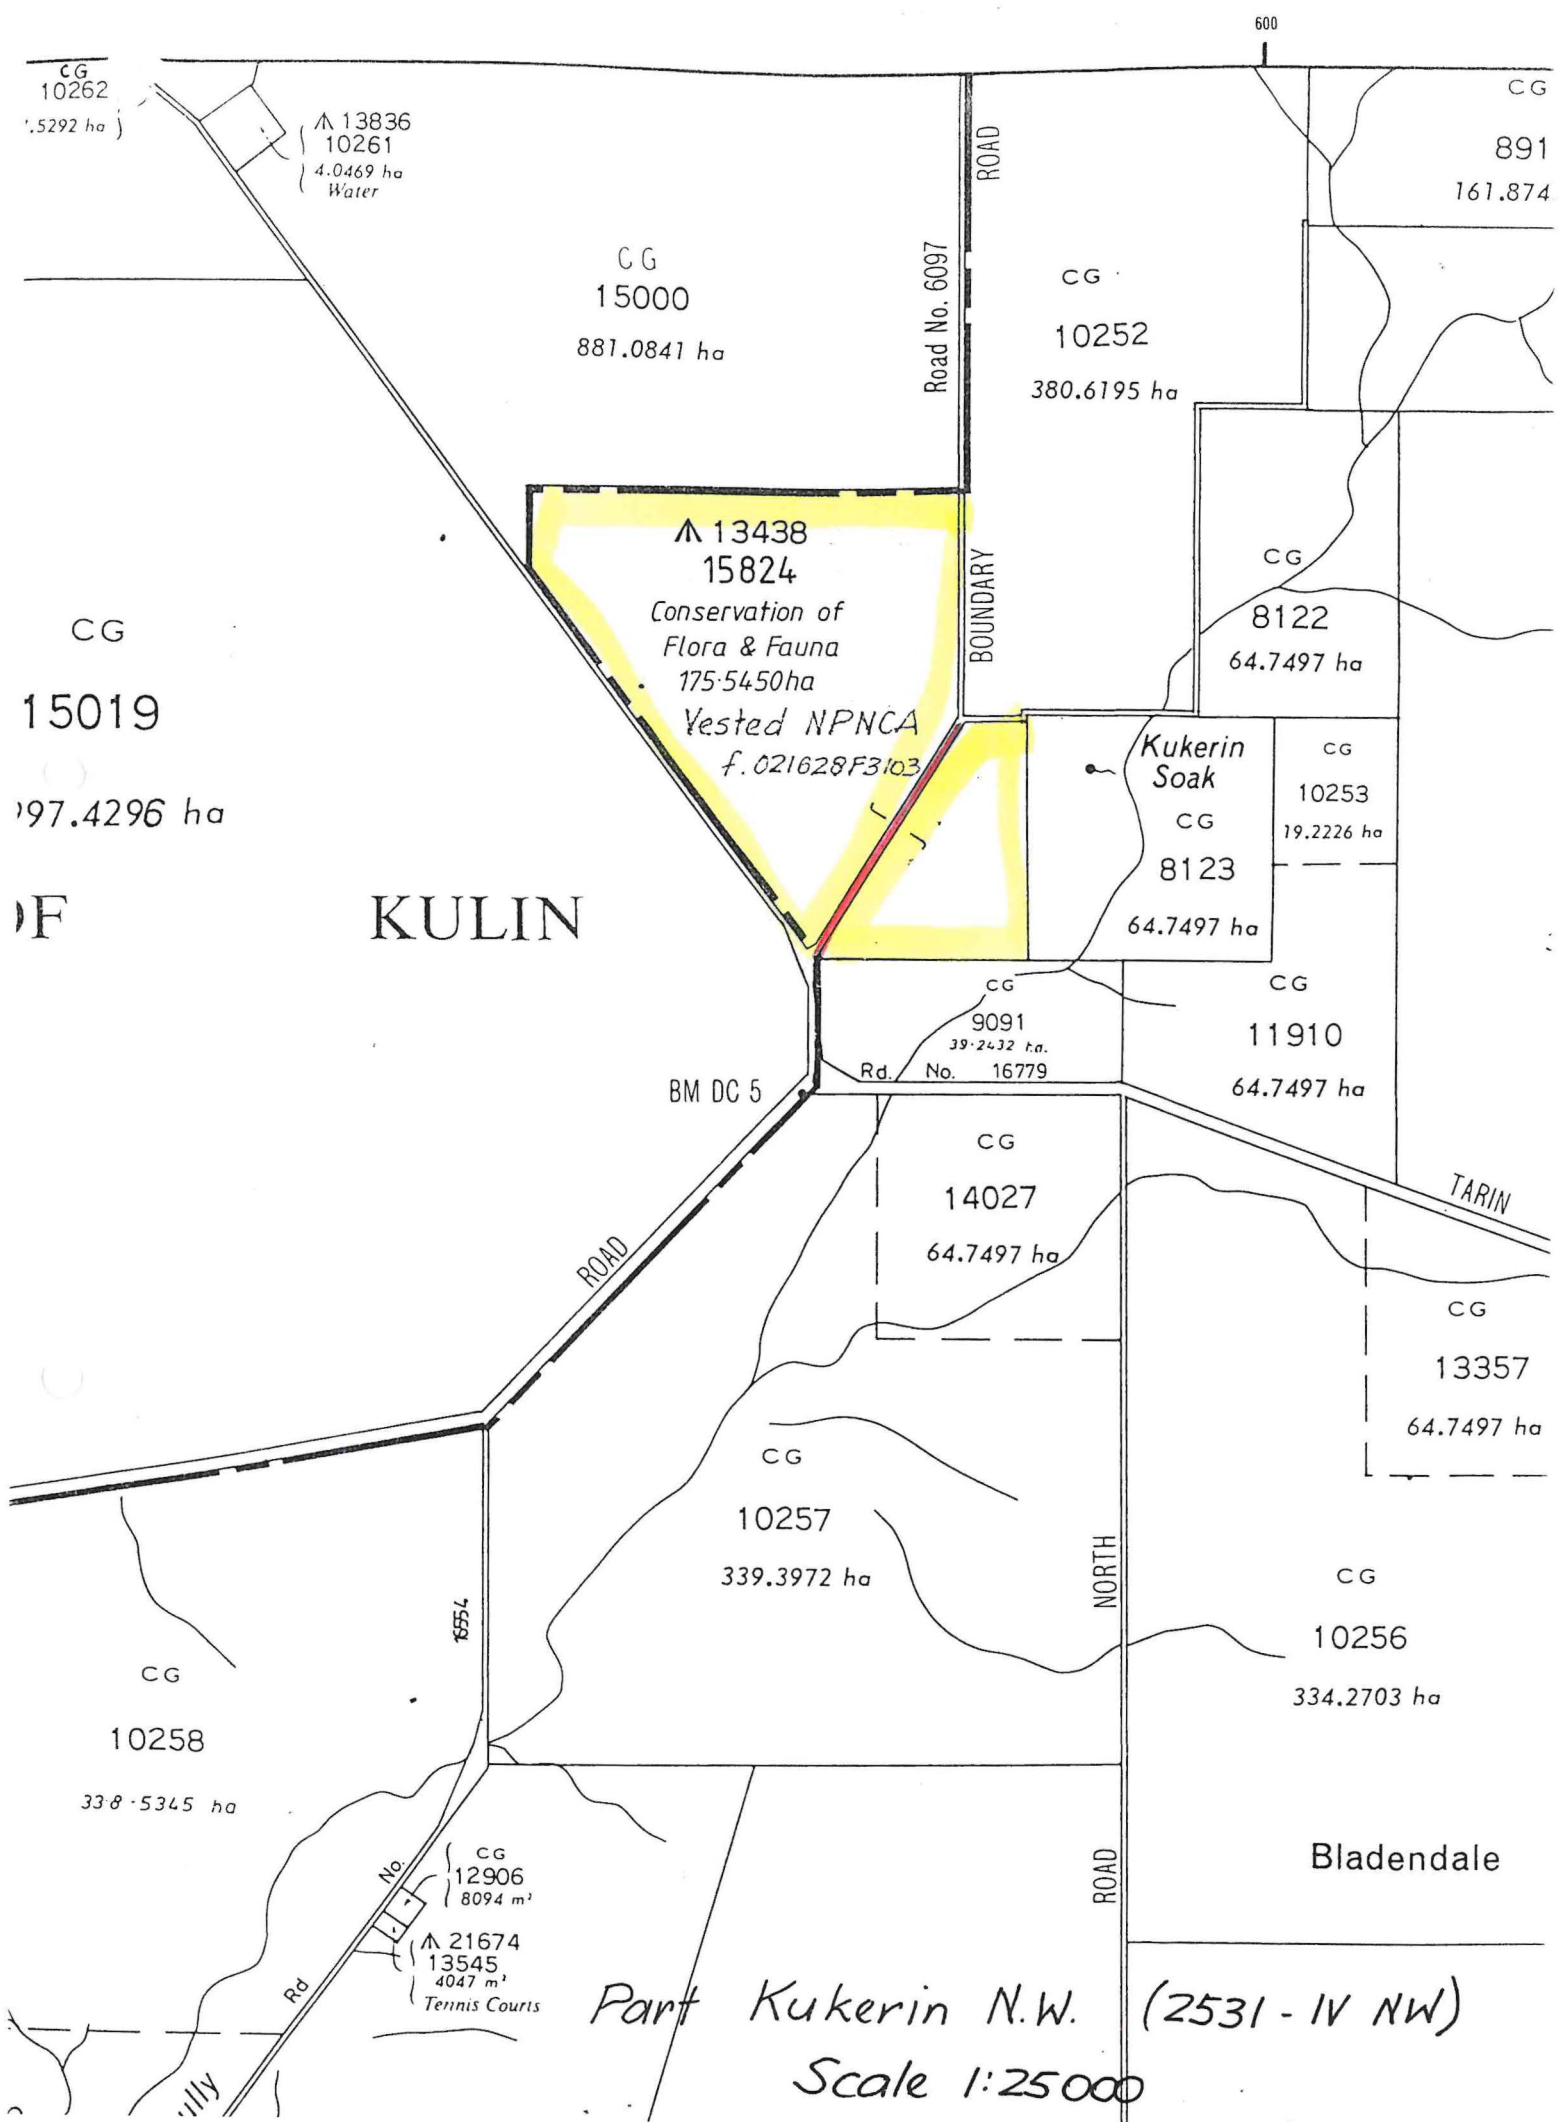 600
CG
10262
.5292 ha
13836
10261
4.0469 ha
Water
CG
891
161.874
ROAD
Road No. 6097
CG
15000
881.0841 ha
CG
10252
380.6195 ha
13438
15824
Conservation of
Flora & Fauna
175.5450ha
Vested NPNCA
f. 021628F3103
BOUNDARY
CG
8122
64.7497 ha
CG
15019
97.4296 ha
Kukerin
Soak
CG
8123
64.7497 ha
CG
10253
19.2226 ha
OF KULIN
CG
9091
39.2432 ha.
Rd. No. 16779
CG
11910
64.7497 ha
BM DC 5
CG
14027
64.7497 ha
TARIN
ROAD
CG
13357
64.7497 ha
CG
10257
339.3972 ha
NORTH
16554
CG
10256
334.2703 ha
CG
10258
338.5345 ha
Bladendale
ROAD
No.
CG
12906
8094 m²
21674
13545
4047 m²
Tennis Courts
Rd
Part Kukerin N.W. (2531 - IV NW)
Scale 1:25000